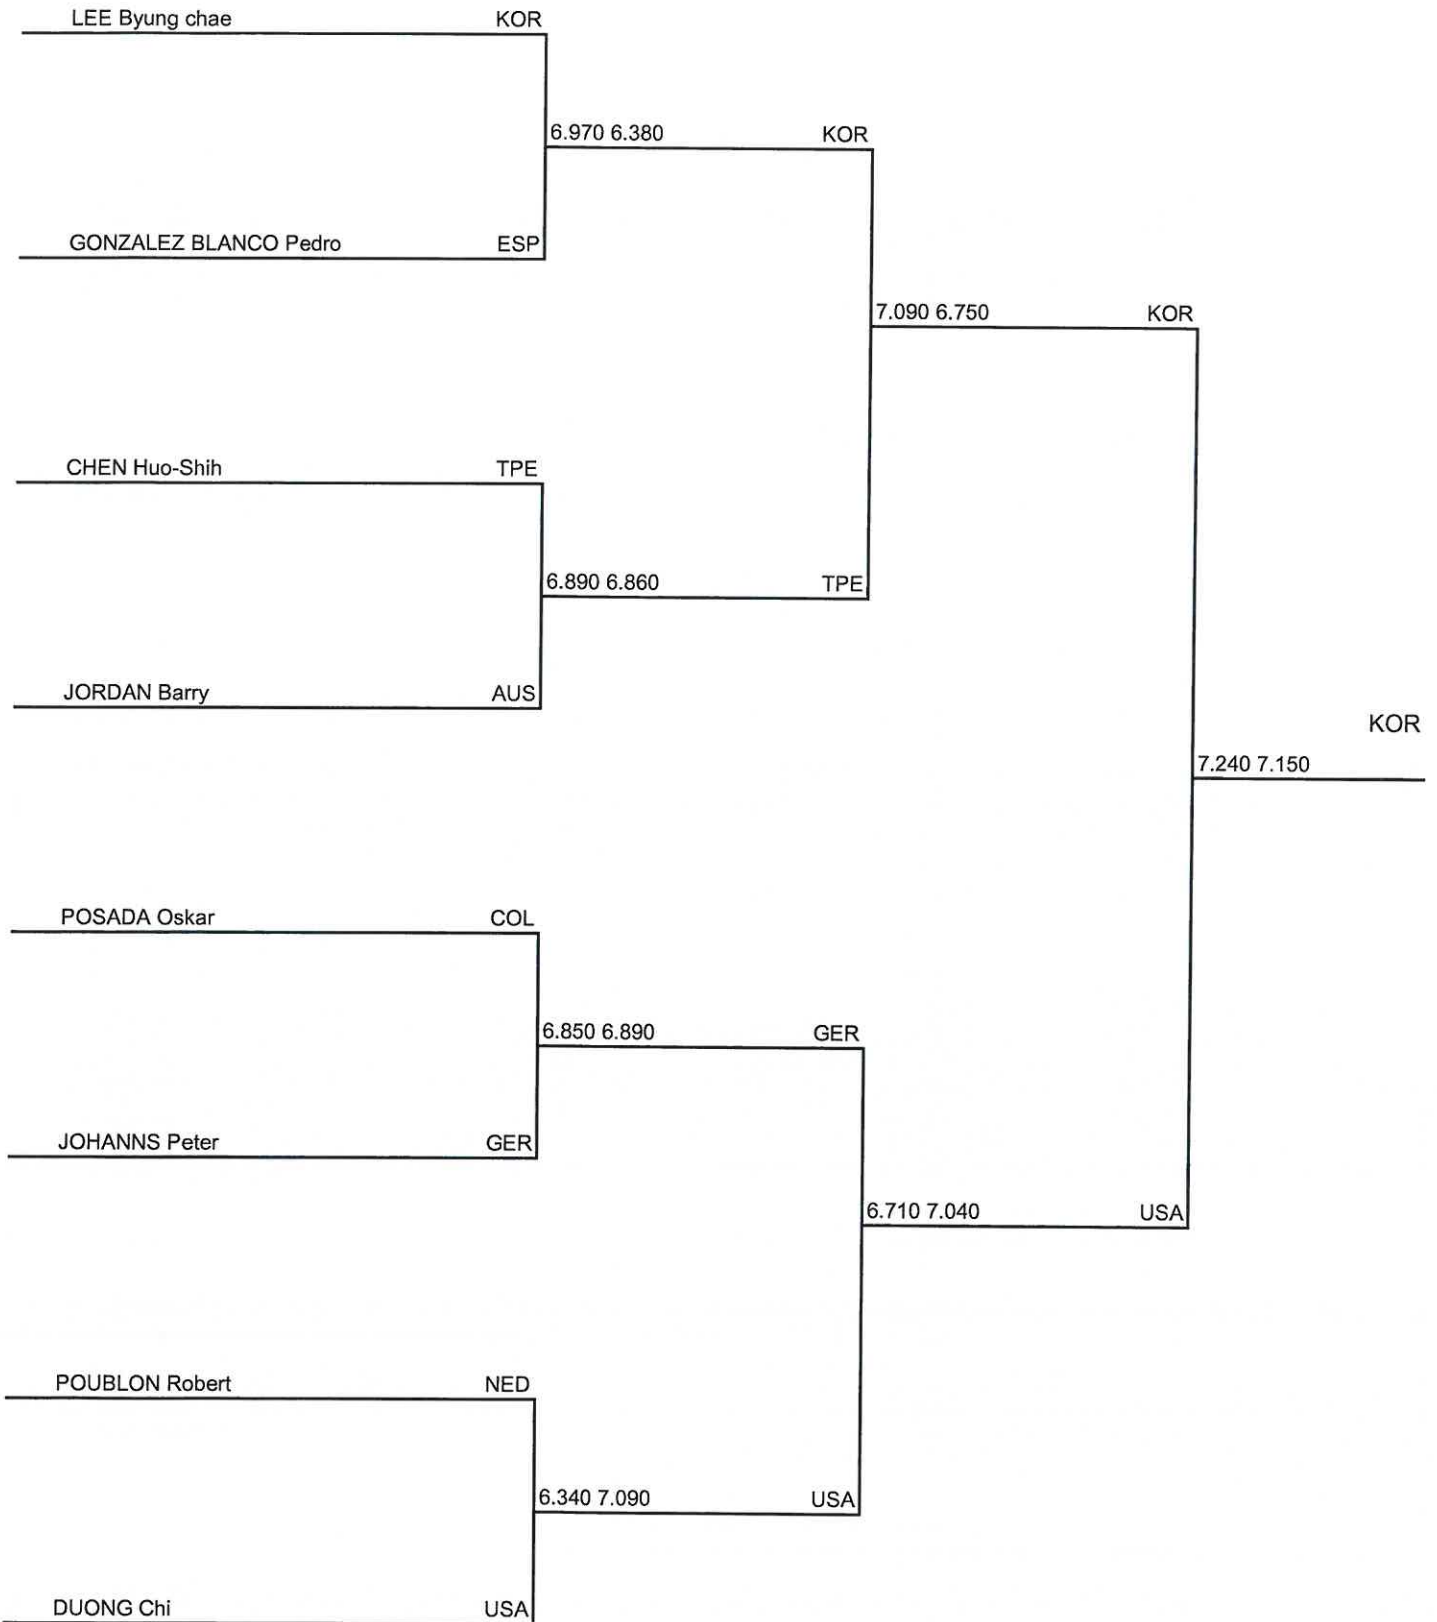 LEE Byung chae KOR
6.970 6.380 KOR
GONZALEZ BLANCO Pedro ESP
7.090 6.750 KOR
CHEN Huo-Shih TPE
6.890 6.860 TPE
JORDAN Barry AUS
KOR
7.240 7.150
POSADA Oskar COL
6.850 6.890 GER
JOHANNS Peter GER
6.710 7.040 USA
POUBLON Robert NED
6.340 7.090 USA
DUONG Chi USA